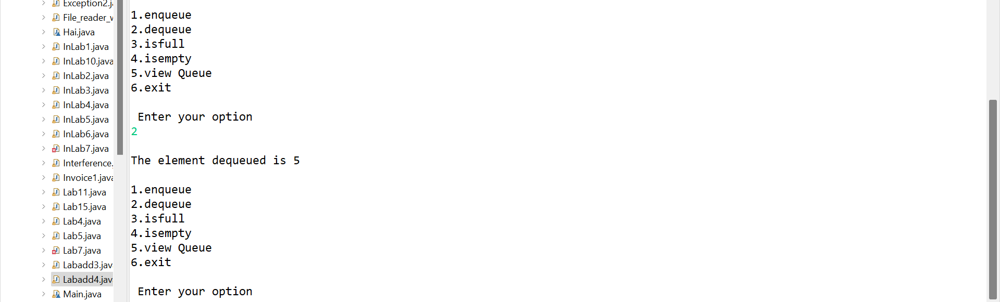 Exception2.j
File_reader_w
Hai.java
InLab1.java
InLab10.java
InLab2.java
InLab3.java
InLab4.java
InLab5.java
InLab6.java
InLab7.java
Interference.
Invoice1.java
Lab11.java
Lab15.java
Lab4.java
Lab5.java
Lab7.java
Labadd3.jav
Labadd4.jav
Main.java
1.enqueue
2.dequeue
3.isfull
4.isempty
5.view Queue
6.exit
Enter your option
2
The element dequeued is 5
1.enqueue
2.dequeue
3.isfull
4.isempty
5.view Queue
6.exit
Enter your option